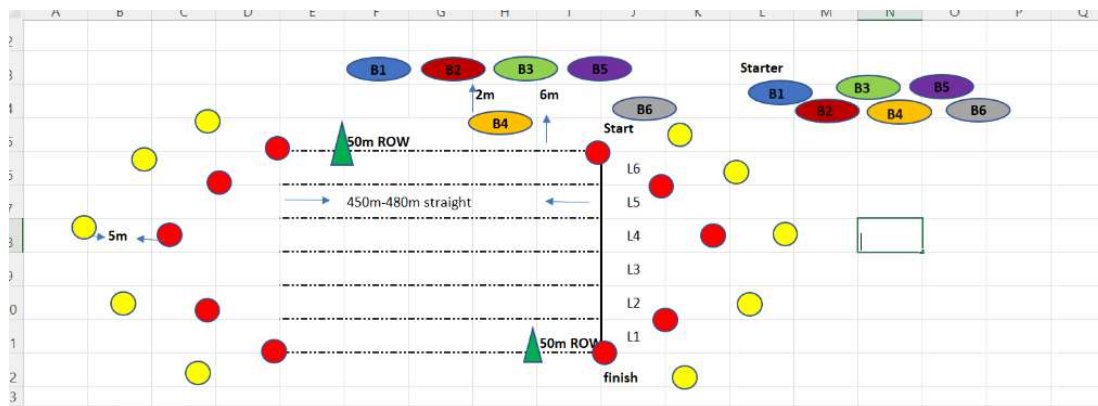 A B C D E F G H I J K L M N O P Q
2
3
4
5
6
7
8
9
0
1
2
3
B1 B2 B3 B5
2m 6m
B4 B6
Starter
B1 B3 B5
B2 B4 B6
Start
50m ROW
L6
450m-480m straight
L5
5m
L4
L3
L2
L1
50m ROW
finish